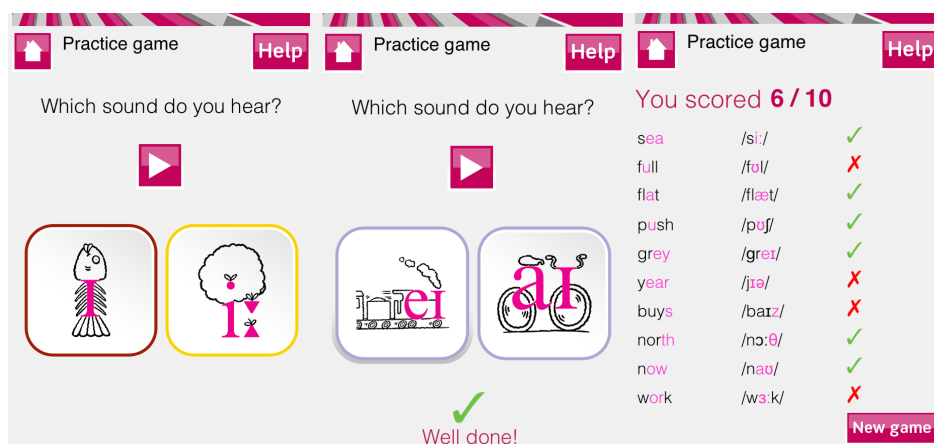 Practice game
Help
Which sound do you hear?
ɪ
iː
Practice game
Help
Which sound do you hear?
eɪ
aɪ
Well done!
Practice game
Help
You scored 6 / 10
sea /siː/ ✓
full /fʊl/ ✗
flat /flæt/ ✓
push /pʊʃ/ ✓
grey /greɪ/ ✓
year /jɪə/ ✗
buys /baɪz/ ✗
north /nɔːθ/ ✓
now /naʊ/ ✓
work /wɜːk/ ✗
New game